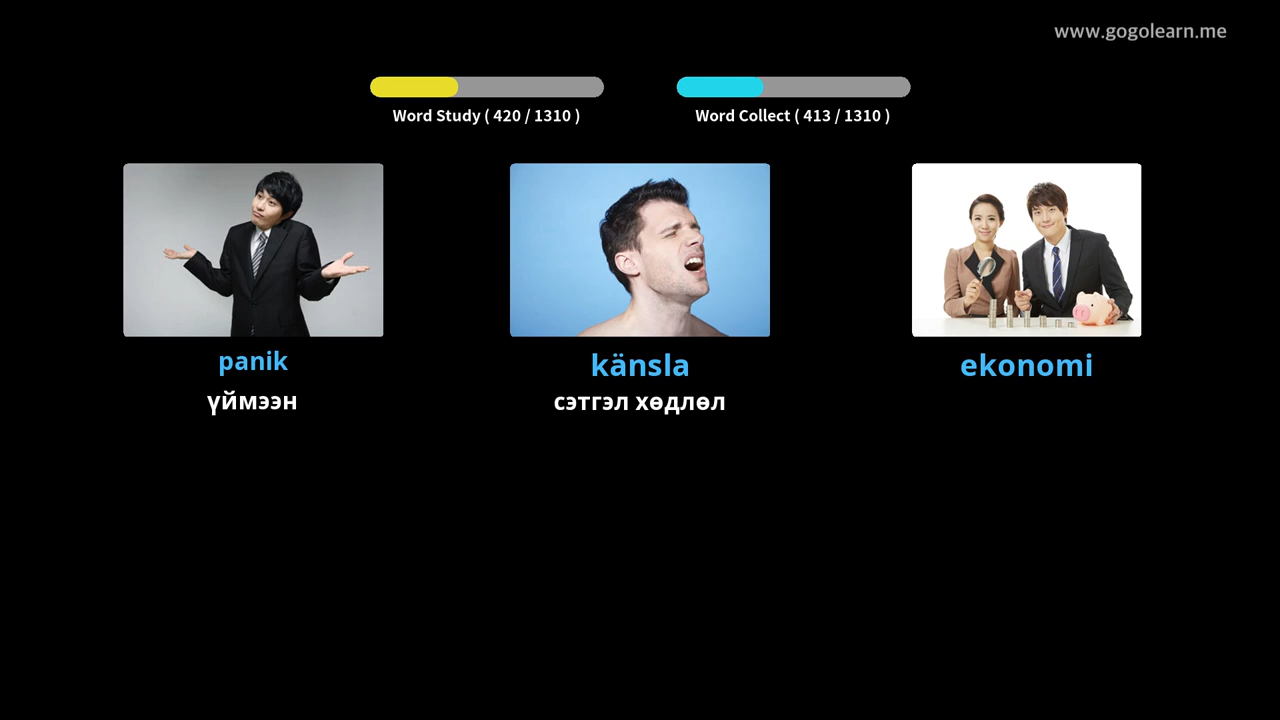 www.gogolearn.me
Word Study ( 420 / 1310 )
Word Collect ( 413 / 1310 )
panik
känsla
ekonomi
үймээн
сэтгэл хөдлөл